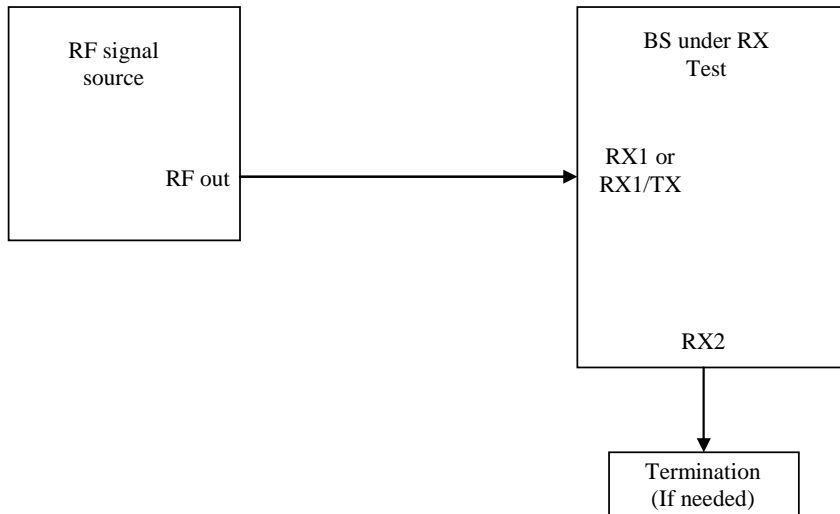 RF signal
source
RF out
BS under RX
Test
RX1 or
RX1/TX
RX2
Termination
(If needed)